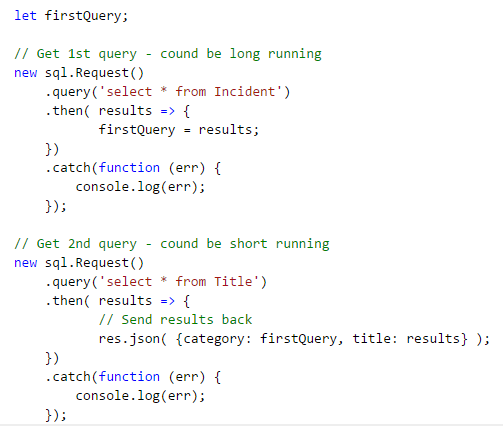 let firstQuery;
// Get 1st query - cound be long running
new sql.Request()
.query('select * from Incident')
.then( results => {
firstQuery = results;
})
.catch(function (err) {
console.log(err);
});
// Get 2nd query - cound be short running
new sql.Request()
.query('select * from Title')
.then( results => {
// Send results back
res.json( {category: firstQuery, title: results} );
})
.catch(function (err) {
console.log(err);
});